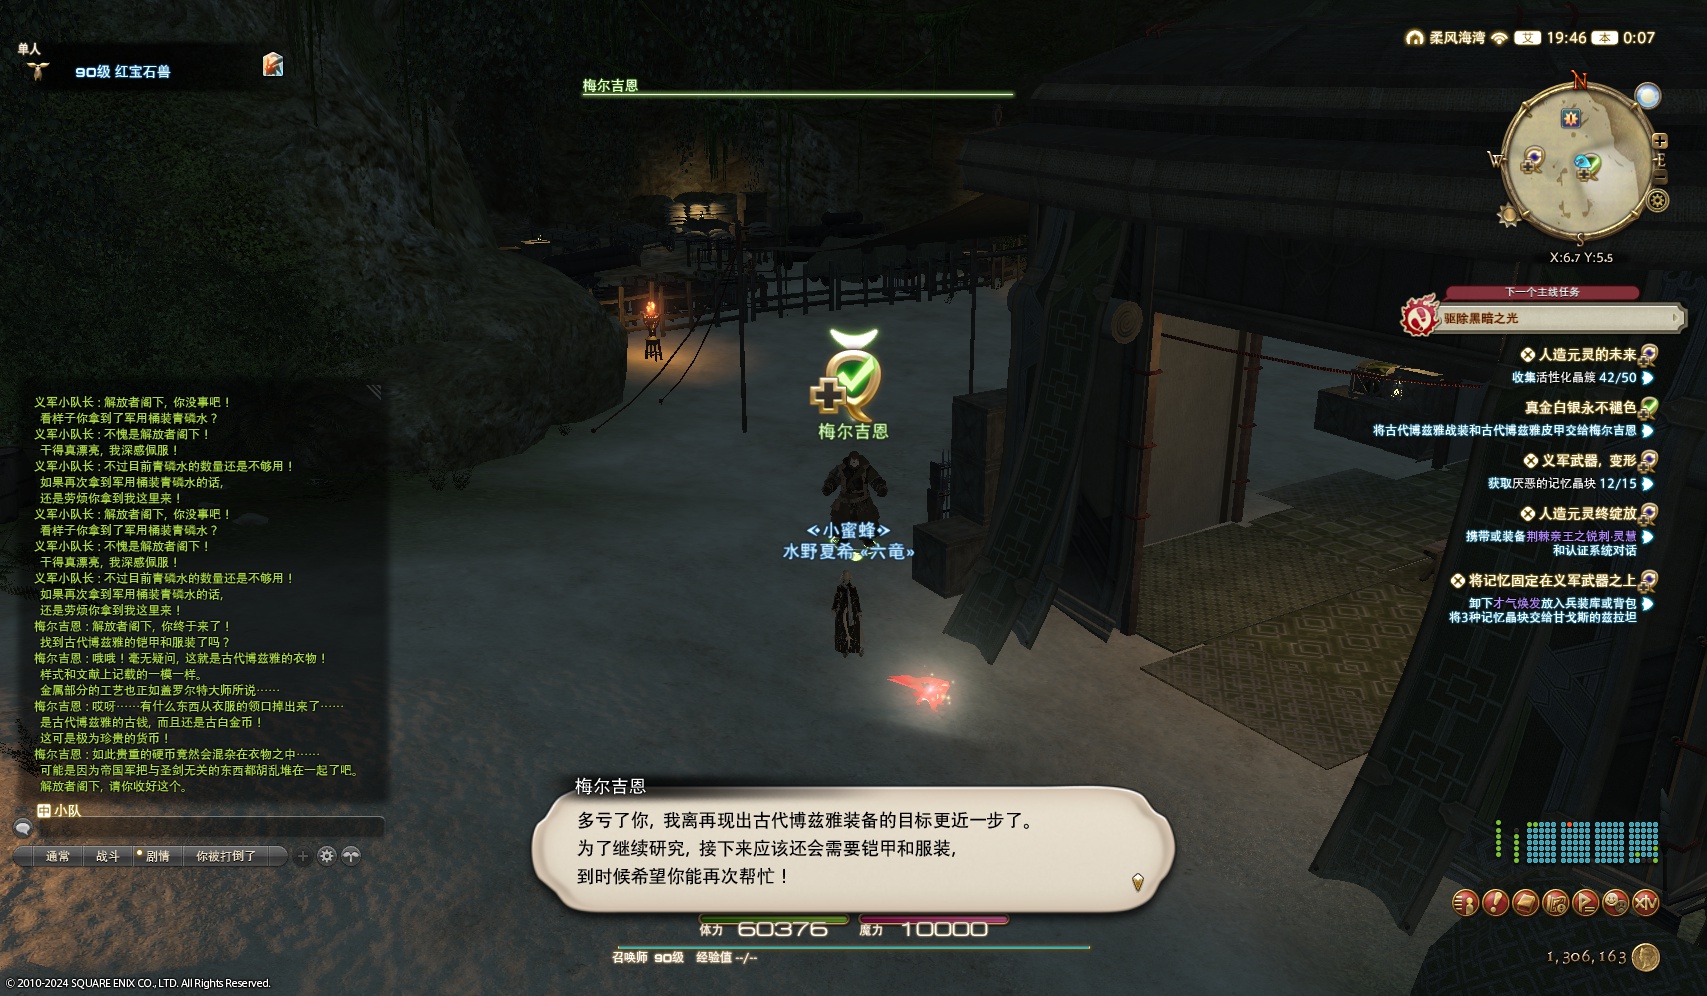 单人
90级 红宝石兽
梅尔吉恩
柔风海湾 艾 19:46 本 0:07
N
W
E
S
X:6.7 Y:5.5
下一个主线任务
驱除黑暗之光
人造元灵的未来
收集活性化晶簇 42/50
真金白银永不褪色
将古代博兹雅战装和古代博兹雅皮甲交给梅尔吉恩
义军武器，变形
获取厌恶的记忆晶块 12/15
人造元灵终绽放
携带或装备荆棘亲王之锐刺·灵慧
和认证系统对话
将记忆固定在义军武器之上
卸下才气焕发放入兵装库或背包
将3种记忆晶块交给甘戈斯的兹拉坦
梅尔吉恩
«小蜜蜂»
水野夏希 «六竜»
义军小队长：解放者阁下，你没事吧！
看样子你拿到了军用桶装青磷水？
义军小队长：不愧是解放者阁下！
干得真漂亮，我深感佩服！
义军小队长：不过目前青磷水的数量还是不够用！
如果再次拿到军用桶装青磷水的话，
还是劳烦你拿到我这里来！
义军小队长：解放者阁下，你没事吧！
看样子你拿到了军用桶装青磷水？
义军小队长：不愧是解放者阁下！
干得真漂亮，我深感佩服！
义军小队长：不过目前青磷水的数量还是不够用！
如果再次拿到军用桶装青磷水的话，
还是劳烦你拿到我这里来！
梅尔吉恩：解放者阁下，你终于来了！
找到古代博兹雅的铠甲和服装了吗？
梅尔吉恩：哦哦！毫无疑问，这就是古代博兹雅的衣物！
样式和文献上记载的一模一样。
金属部分的工艺也正如盖罗尔特大师所说……
梅尔吉恩：哎呀……有什么东西从衣服的领口掉出来了……
是古代博兹雅的古钱，而且还是古白金币！
这可是极为珍贵的货币！
梅尔吉恩：如此贵重的硬币竟然会混杂在衣物之中……
可能是因为帝国军把与圣剑无关的东西都胡乱堆在一起了吧。
解放者阁下，请你收好这个。
中 小队
通常 战斗 剧情 你被打倒了
梅尔吉恩
多亏了你，我离再现出古代博兹雅装备的目标更近一步了。
为了继续研究，接下来应该还会需要铠甲和服装，
到时候希望你能再次帮忙！
体力 60376 魔力 10000
召唤师 90级 经验值 --/--
XIV
1,306,163
© 2010-2024 SQUARE ENIX CO., LTD. All Rights Reserved.